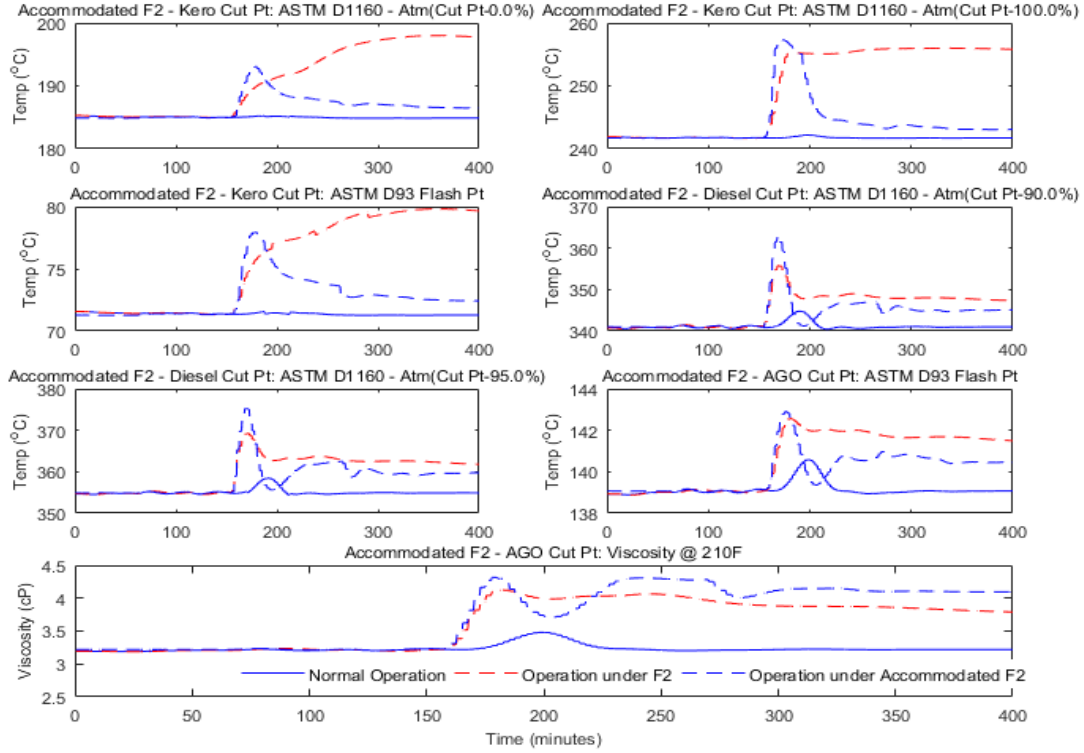 Accommodated F2 - Kero Cut Pt: ASTM D1160 - Atm(Cut Pt-0.0%)
Temp (°C)
200
190
180
0 100 200 300 400
Accommodated F2 - Kero Cut Pt: ASTM D1160 - Atm(Cut Pt-100.0%)
Temp (°C)
260
250
240
0 100 200 300 400
Accommodated F2 - Kero Cut Pt: ASTM D93 Flash Pt
Temp (°C)
80
75
70
0 100 200 300 400
Accommodated F2 - Diesel Cut Pt: ASTM D1160 - Atm(Cut Pt-90.0%)
Temp (°C)
370
360
350
340
0 100 200 300 400
Accommodated F2 - Diesel Cut Pt: ASTM D1160 - Atm(Cut Pt-95.0%)
Temp (°C)
380
370
360
350
0 100 200 300 400
Accommodated F2 - AGO Cut Pt: ASTM D93 Flash Pt
Temp (°C)
144
142
140
138
0 100 200 300 400
Accommodated F2 - AGO Cut Pt: Viscosity @ 210F
Viscosity (cP)
4.5
4
3.5
3
2.5
Normal Operation
Operation under F2
Operation under Accommodated F2
0 50 100 150 200 250 300 350 400
Time (minutes)